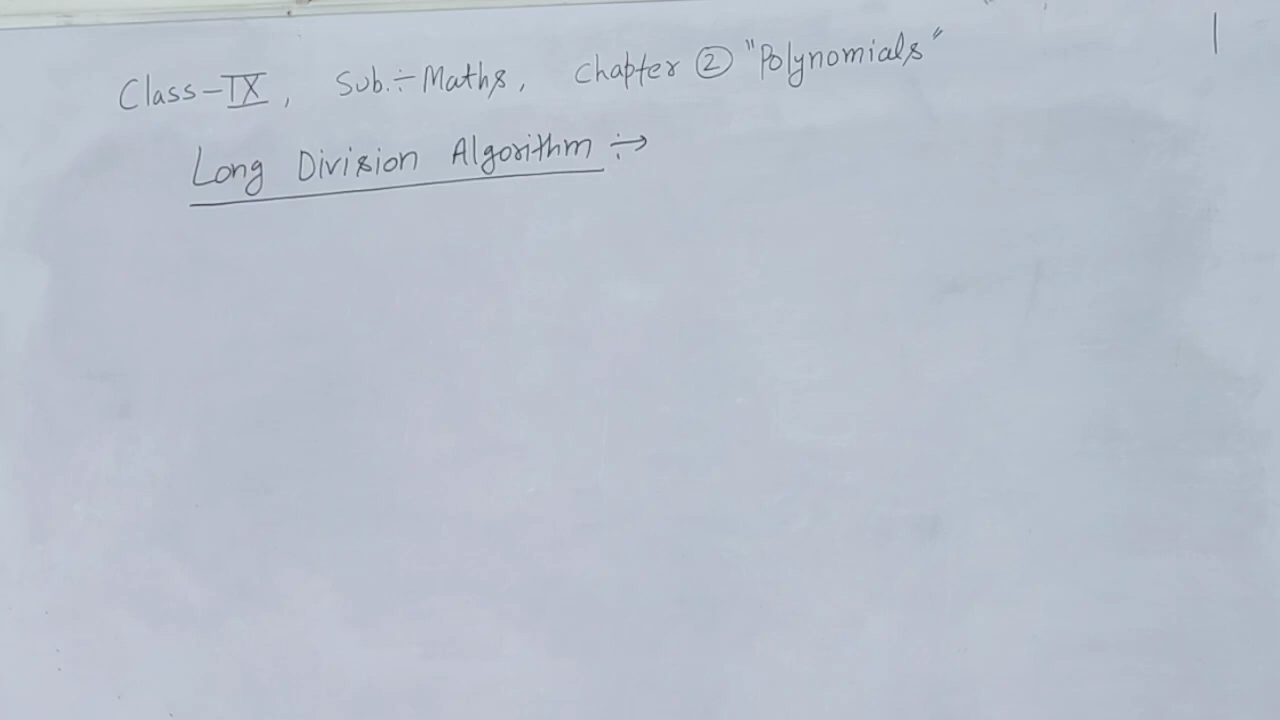 Class-IX, Sub.÷ Maths, Chapter ② "Polynomials" |
Long Division Algorithm ÷→